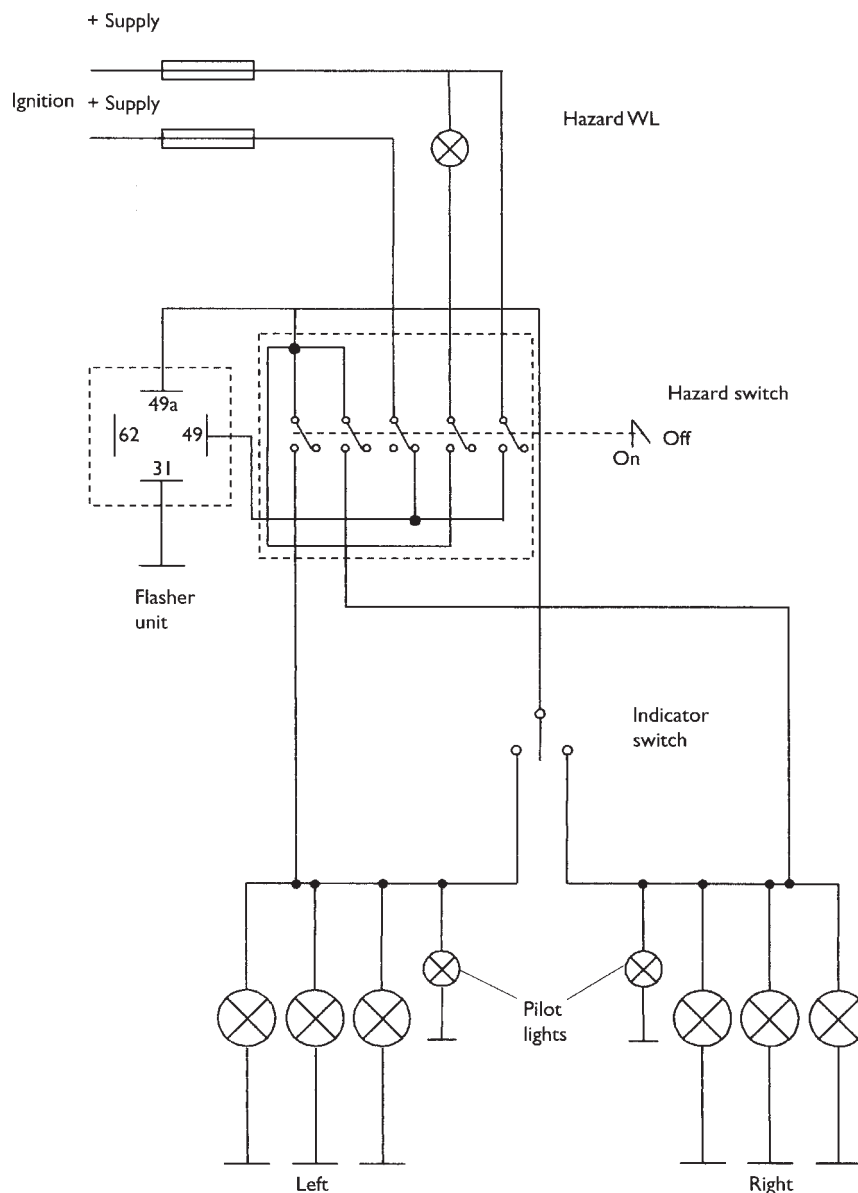 + Supply
Ignition + Supply
Hazard WL
Hazard switch
Off
On
49a
62 49
31
Flasher
unit
Indicator
switch
Pilot
lights
Left
Right